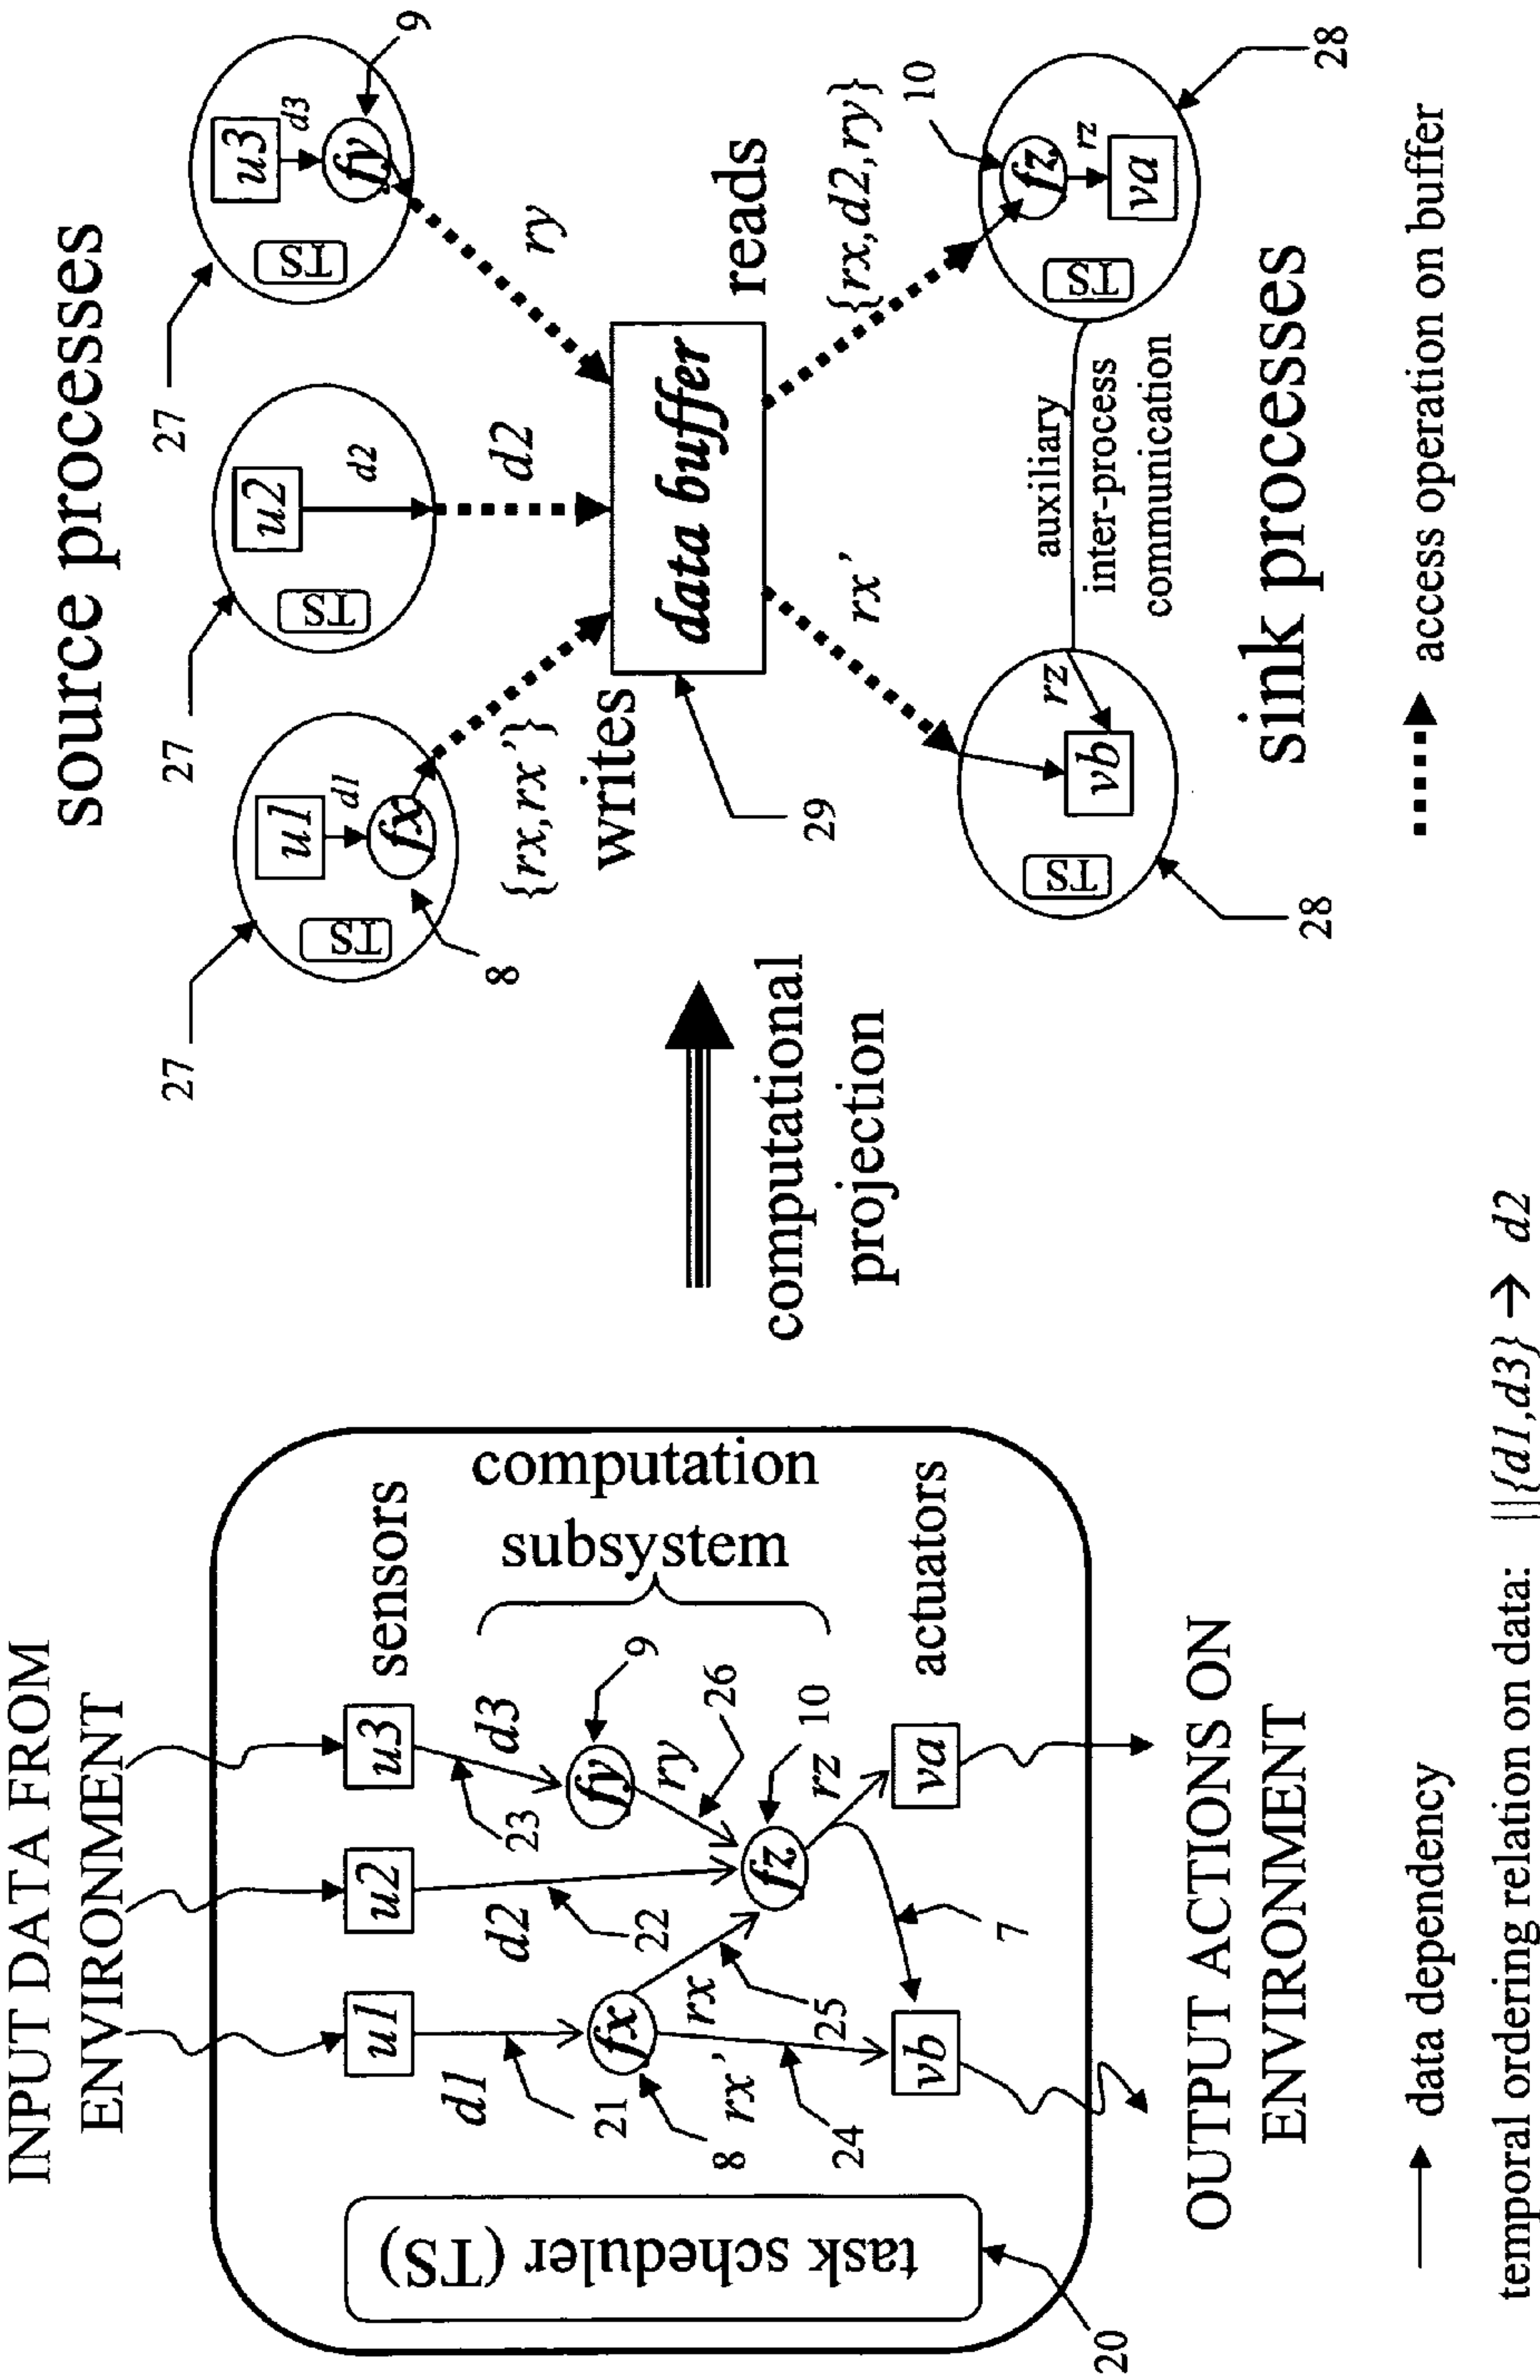 INPUT DATA FROM
ENVIRONMENT
u1
u2
u3
sensors
d1
d2
d3
21
22
23
9
fx
fy
computation
subsystem
8
rx'
rx
ry
26
24
25
fz
10
rz
7
vb
va
actuators
task scheduler (TS)
20
OUTPUT ACTIONS ON
ENVIRONMENT
data dependency
temporal ordering relation on data: ||{d1,d3} → d2
computational
projection
source processes
27
27
27
9
u1
u2
u3
d1
d2
d3
TS
TS
TS
fx
fy
8
{rx,rx'}
d2
ry
writes
reads
data buffer
29
rx'
{rx,d2,ry}
10
TS
TS
rz
vb
fz
rz
va
auxiliary
inter-process
communication
28
28
sink processes
access operation on buffer